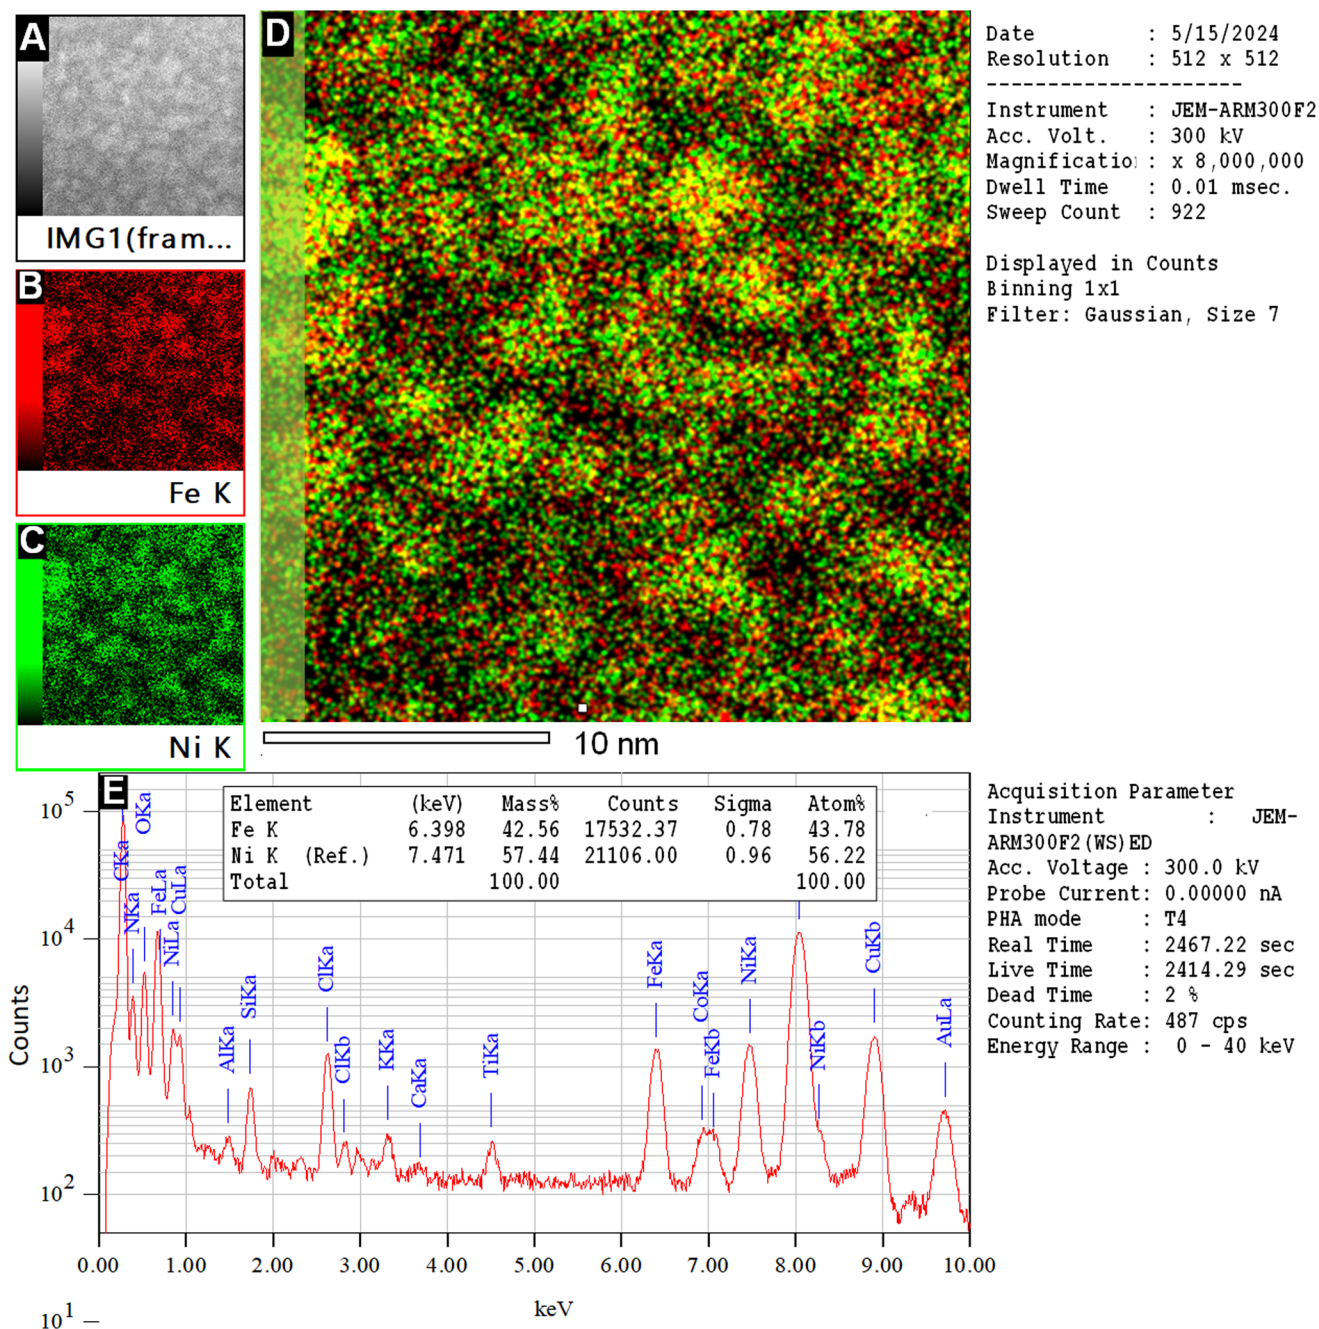 A
IMG1(fram...
B
Fe K
C
Ni K
D
10 nm
Date : 5/15/2024
Resolution : 512 x 512
---------------------
Instrument : JEM-ARM300F2
Acc. Volt. : 300 kV
Magnificatio: : x 8,000,000
Dwell Time : 0.01 msec.
Sweep Count : 922
Displayed in Counts
Binning 1x1
Filter: Gaussian, Size 7
E
Element (keV) Mass% Counts Sigma Atom%
Fe K 6.398 42.56 17532.37 0.78 43.78
Ni K (Ref.) 7.471 57.44 21106.00 0.96 56.22
Total 100.00 100.00
CKa
NKa
OKa
FeLa
NiLa
CuLa
AlKa
SiKa
ClKa
ClKb
KKa
CaKa
TiKa
FeKa
CoKa
FeKb
NiKa
NiKb
CuKb
AuLa
Counts
10^5
10^4
10^3
10^2
10^1
0.00 1.00 2.00 3.00 4.00 5.00 6.00 7.00 8.00 9.00 10.00
keV
Acquisition Parameter
Instrument : JEM-
ARM300F2(WS)ED
Acc. Voltage : 300.0 kV
Probe Current: 0.00000 nA
PHA mode : T4
Real Time : 2467.22 sec
Live Time : 2414.29 sec
Dead Time : 2 %
Counting Rate: 487 cps
Energy Range : 0 - 40 keV